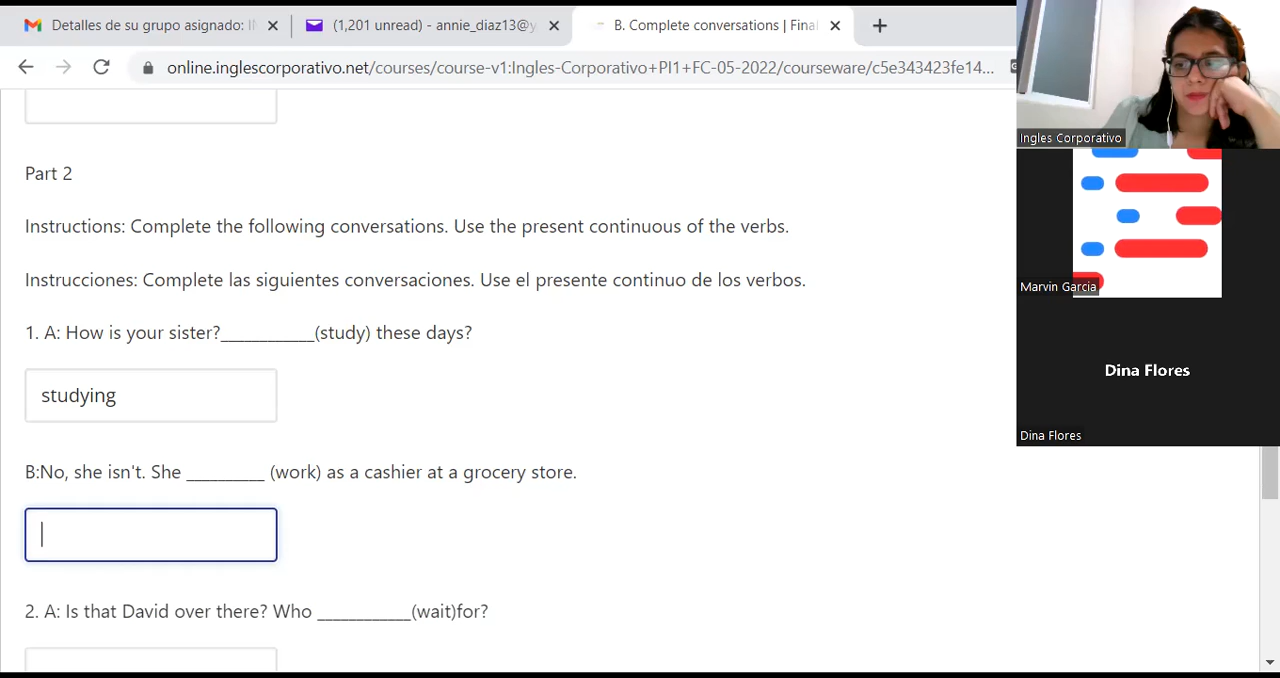 Detalles de su grupo asignado: I
(1,201 unread) - annie_diaz13@y
B. Complete conversations | Fina
online.inglescorporativo.net/courses/course-v1:Ingles-Corporativo+PI1+FC-05-2022/courseware/c5e343423fe14...
Ingles Corporativo
Part 2
Instructions: Complete the following conversations. Use the present continuous of the verbs.
Marvin Garcia
Instrucciones: Complete las siguientes conversaciones. Use el presente continuo de los verbos.
1. A: How is your sister?___________(study) these days?
Dina Flores
studying
Dina Flores
B:No, she isn't. She _________ (work) as a cashier at a grocery store.
2. A: Is that David over there? Who ___________(wait)for?